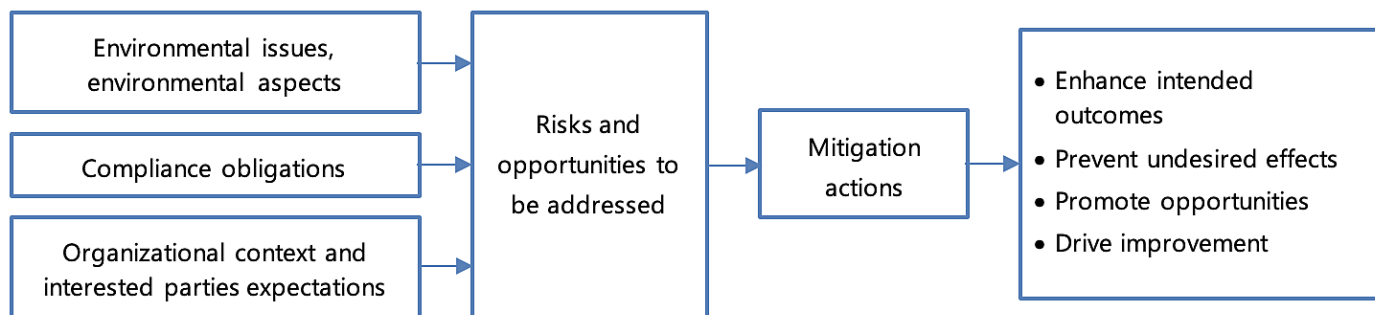 Environmental issues,
environmental aspects
Compliance obligations
Organizational context and
interested parties expectations
Risks and
opportunities to
be addressed
Mitigation
actions
• Enhance intended
outcomes
• Prevent undesired effects
• Promote opportunities
• Drive improvement